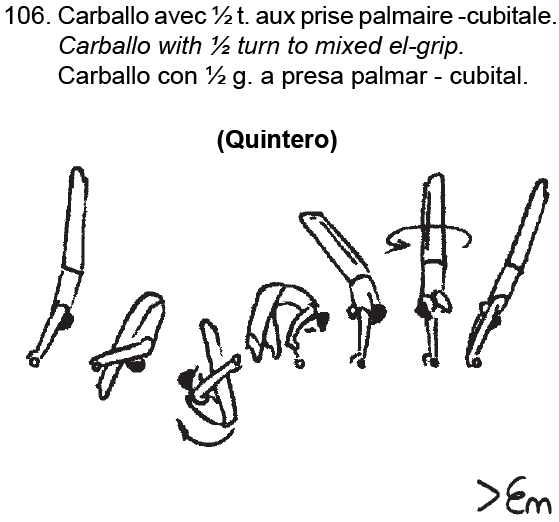 106. Carballo avec ½ t. aux prise palmaire -cubitale.
Carballo with ½ turn to mixed el-grip.
Carballo con ½ g. a presa palmar - cubital.
(Quintero)
>Em